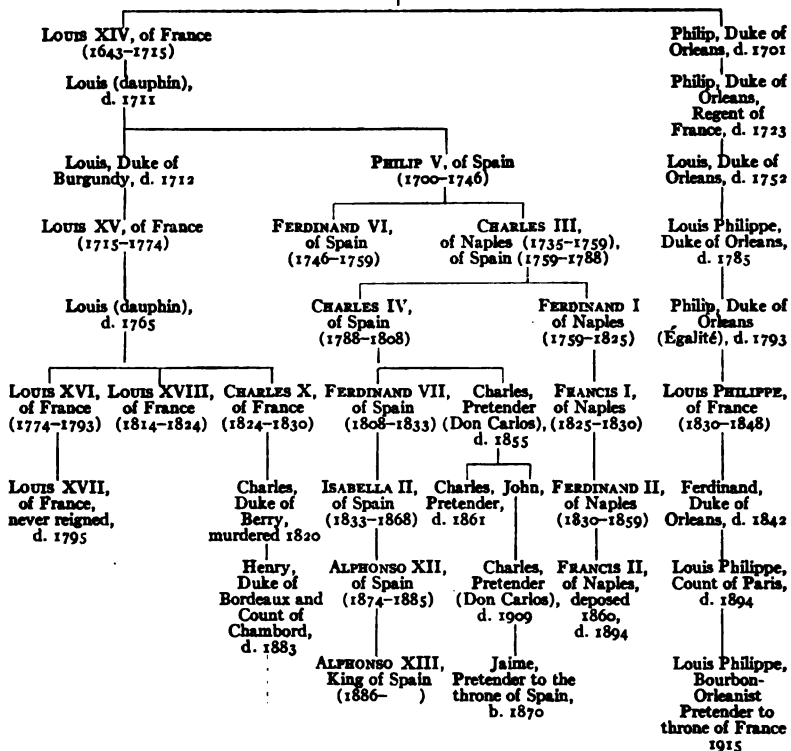 LOUIS XIV, of France
(1643–1715)
Philip, Duke of
Orleans, d. 1701
Louis (dauphin),
d. 1711
Philip, Duke of
Orleans,
Regent of
France, d. 1723
Louis, Duke of
Burgundy, d. 1712
PHILIP V, of Spain
(1700–1746)
Louis, Duke of
Orleans, d. 1752
LOUIS XV, of France
(1715–1774)
FERDINAND VI,
of Spain
(1746–1759)
CHARLES III,
of Naples (1735–1759),
of Spain (1759–1788)
Louis Philippe,
Duke of Orleans,
d. 1785
Louis (dauphin),
d. 1765
CHARLES IV,
of Spain
(1788–1808)
FERDINAND I
of Naples
(1759–1825)
Philip, Duke of
Orleans
(Égalité), d. 1793
LOUIS XVI,
of France
(1774–1793)
LOUIS XVIII,
of France
(1814–1824)
CHARLES X,
of France
(1824–1830)
FERDINAND VII,
of Spain
(1808–1833)
Charles,
Pretender
(Don Carlos),
d. 1855
FRANCIS I,
of Naples
(1825–1830)
LOUIS PHILIPPE,
of France
(1830–1848)
LOUIS XVII,
of France,
never reigned,
d. 1795
Charles,
Duke of
Berry,
murdered 1820
ISABELLA II,
of Spain
(1833–1868)
Charles,
Pretender,
d. 1861
John,
FERDINAND II,
of Naples
(1830–1859)
Ferdinand,
Duke of
Orleans, d. 1842
Henry,
Duke of
Bordeaux and
Count of
Chambord,
d. 1883
ALPHONSO XII,
of Spain
(1874–1885)
Charles,
Pretender
(Don Carlos),
d. 1909
FRANCIS II,
of Naples,
deposed
1860,
d. 1894
Louis Philippe,
Count of Paris,
d. 1894
ALPHONSO XIII,
King of Spain
(1886– )
Jaime,
Pretender to the
throne of Spain,
b. 1870
Louis Philippe,
Bourbon-
Orleanist
Pretender to
throne of France
1915